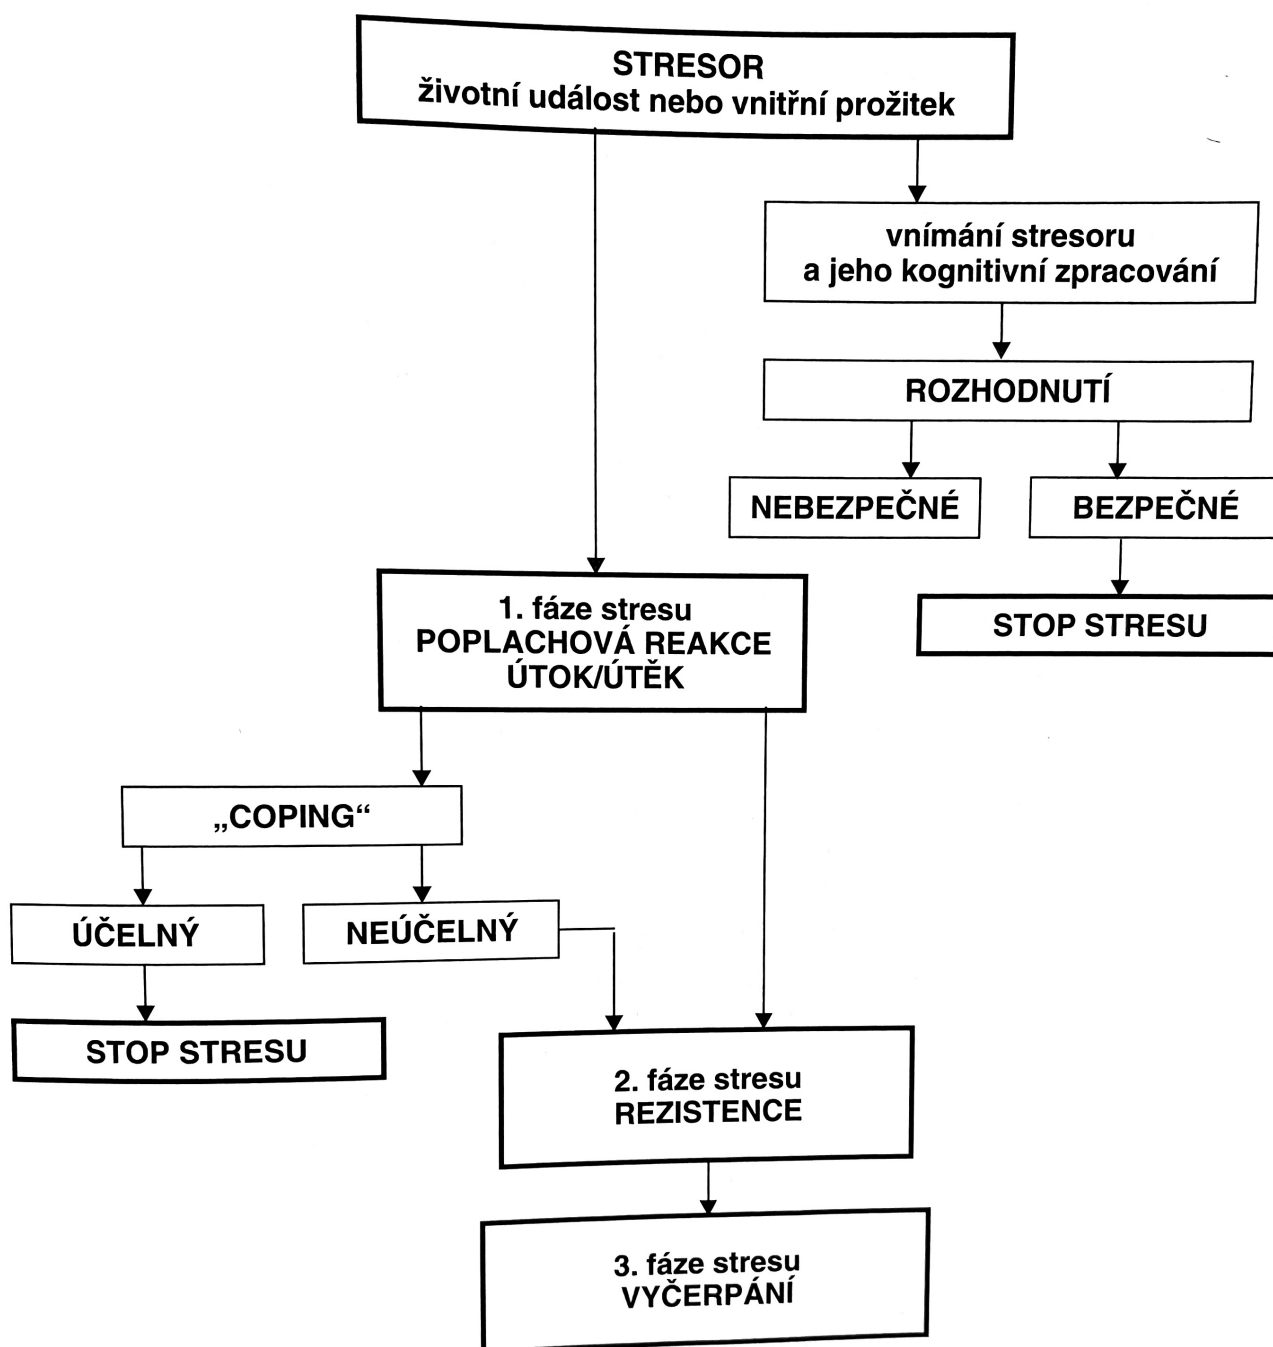 STRESOR
životní událost nebo vnitřní prožitek
vnímání stresoru
a jeho kognitivní zpracování
ROZHODNUTÍ
NEBEZPEČNÉ
BEZPEČNÉ
STOP STRESU
1. fáze stresu
POPLACHOVÁ REAKCE
ÚTOK/ÚTĚK
„COPING“
ÚČELNÝ
NEÚČELNÝ
STOP STRESU
2. fáze stresu
REZISTENCE
3. fáze stresu
VYČERPÁNÍ